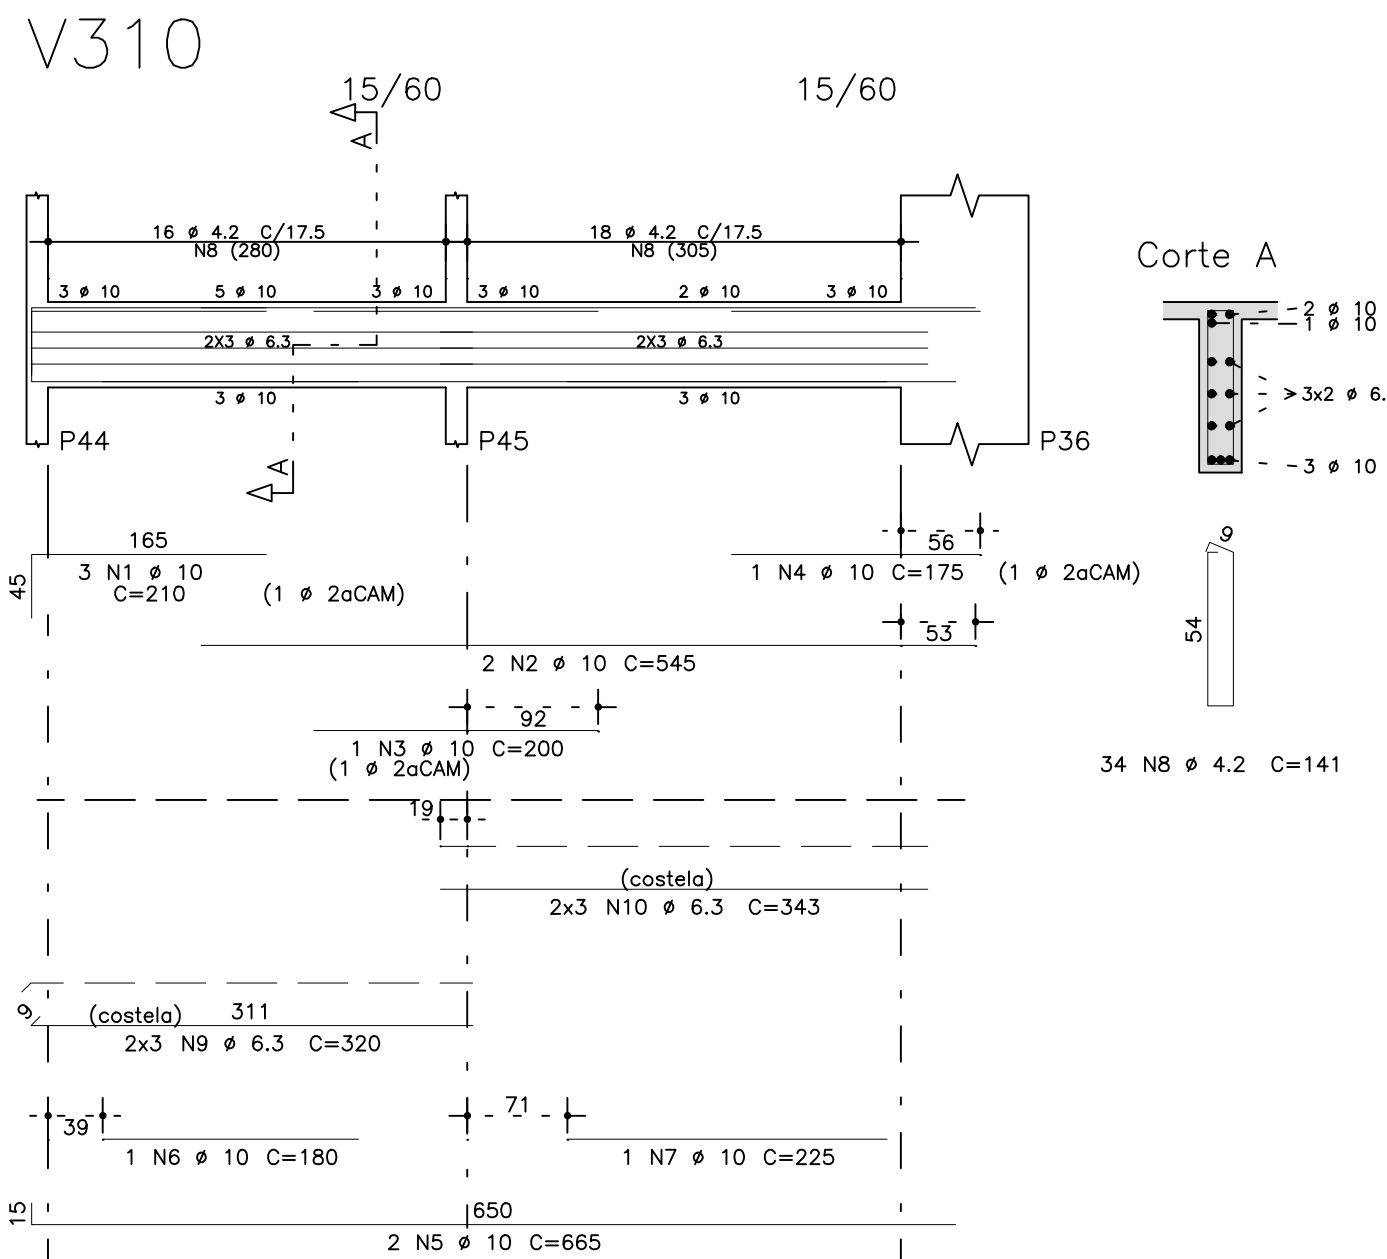 V310
15/60 15/60
A
16 ø 4.2 C/17.5 18 ø 4.2 C/17.5
N8 (280) N8 (305)
Corte A
3 ø 10 5 ø 10 3 ø 10 3 ø 10 2 ø 10 3 ø 10
2 ø 10
1 ø 10
2X3 ø 6.3 2X3 ø 6.3
3x2 ø 6.
3 ø 10 3 ø 10
P44 P45 P36
A
3 ø 10
165 56
3 N1 ø 10 1 N4 ø 10 C=175 (1 ø 2aCAM)
45 C=210 (1 ø 2aCAM)
9
54
53
2 N2 ø 10 C=545
92
1 N3 ø 10 C=200
(1 ø 2aCAM)
34 N8 ø 4.2 C=141
19
(costela)
2x3 N10 ø 6.3 C=343
9 (costela) 311
2x3 N9 ø 6.3 C=320
39 71
1 N6 ø 10 C=180 1 N7 ø 10 C=225
15 650
2 N5 ø 10 C=665